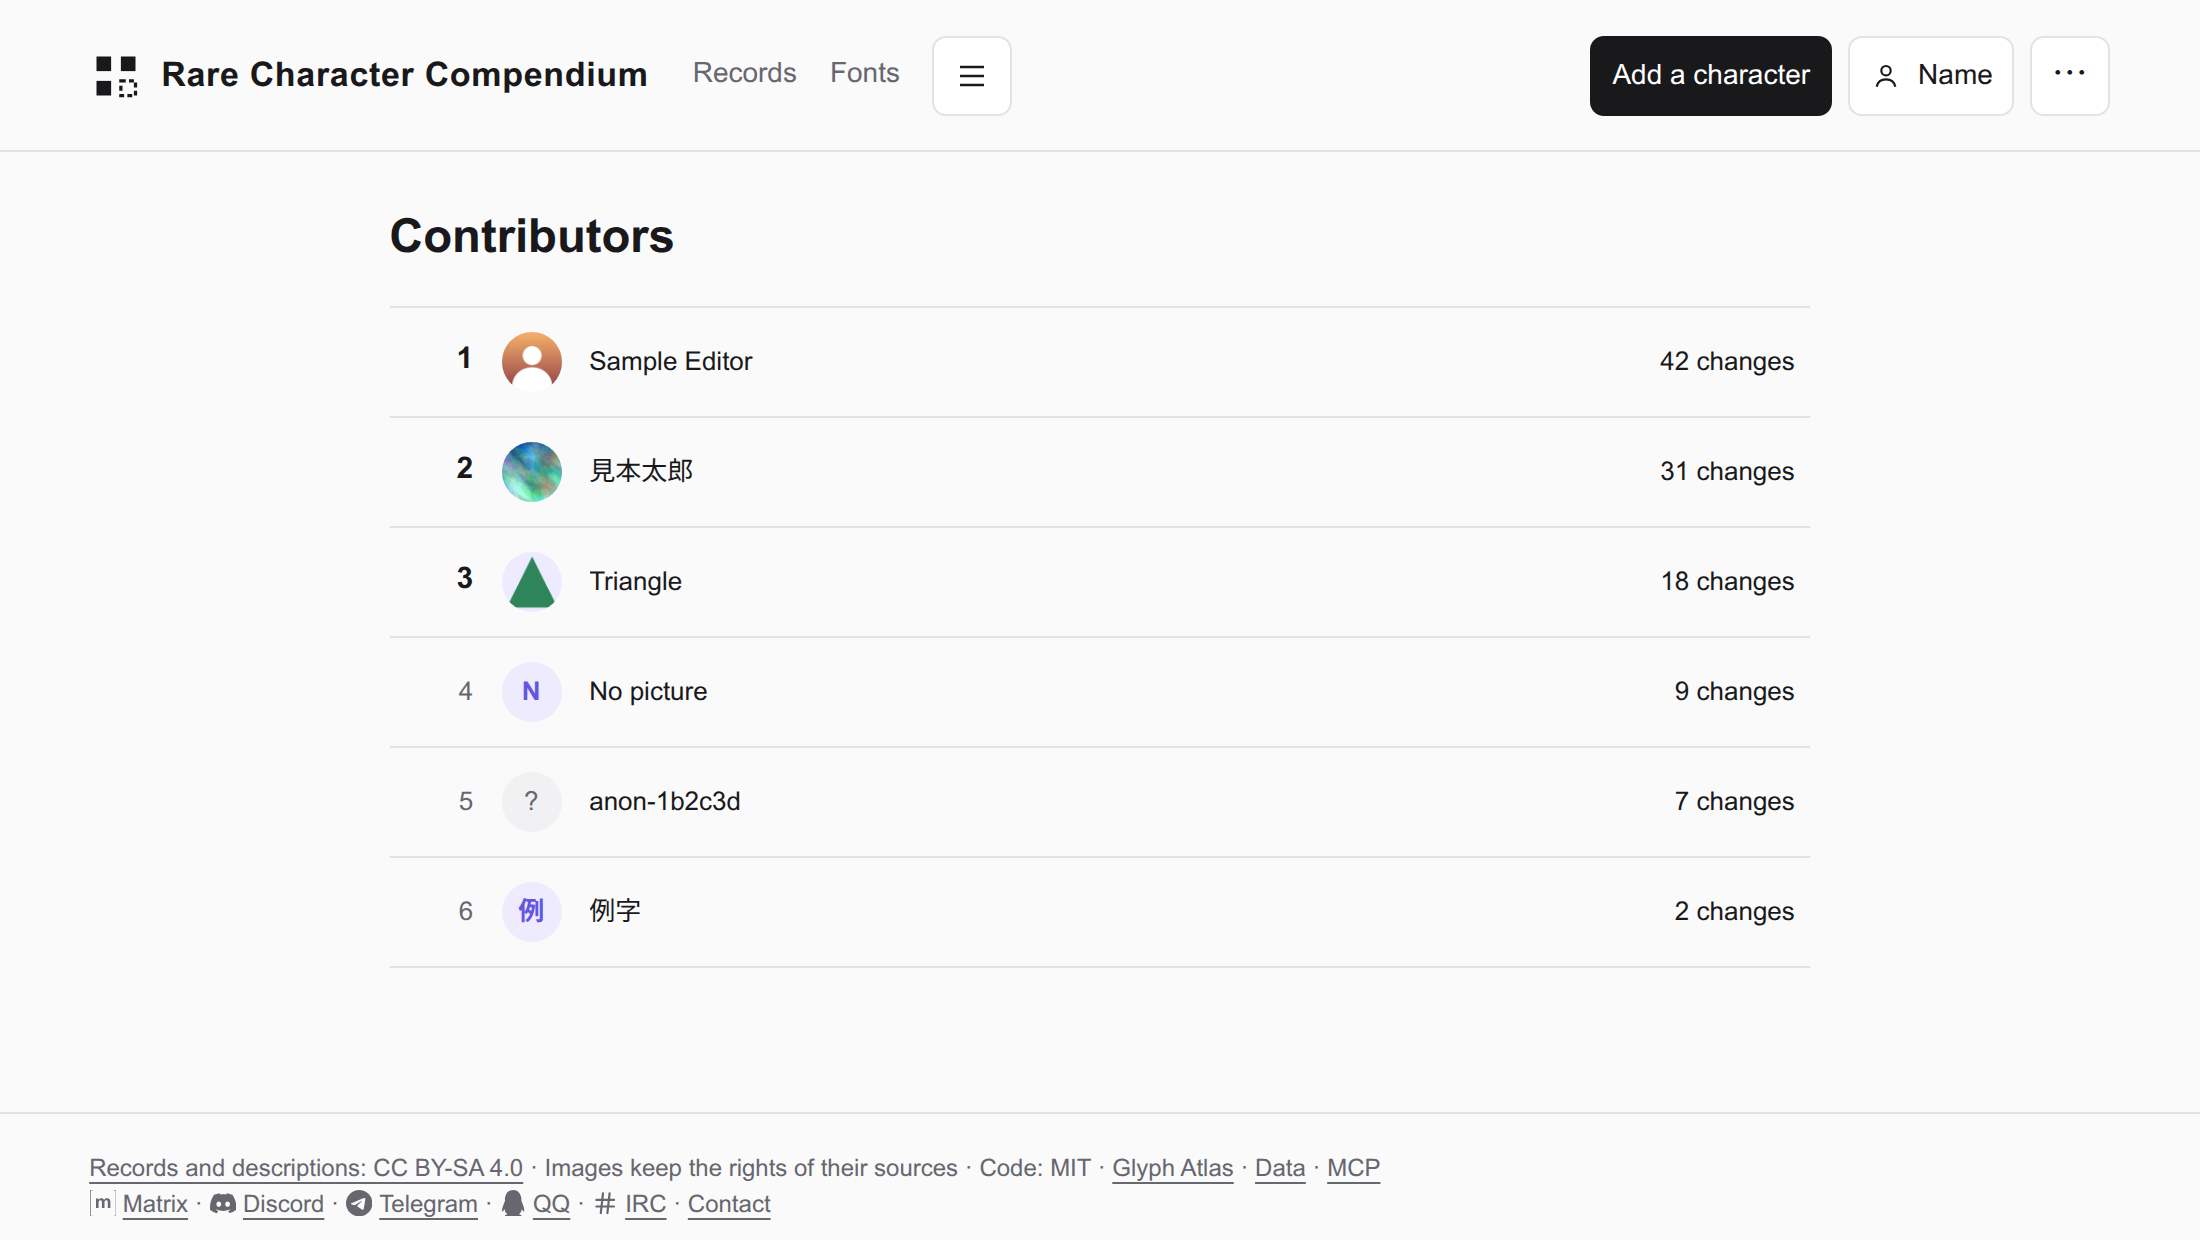 Rare Character Compendium Records Fonts Add a character Name ...
Contributors
1 Sample Editor 42 changes
2 見本太郎 31 changes
3 Triangle 18 changes
4 N No picture 9 changes
5 ? anon-1b2c3d 7 changes
6 例 例字 2 changes
Records and descriptions: CC BY-SA 4.0 · Images keep the rights of their sources · Code: MIT · Glyph Atlas · Data · MCP
[m] Matrix · Discord · Telegram · QQ · # IRC · Contact